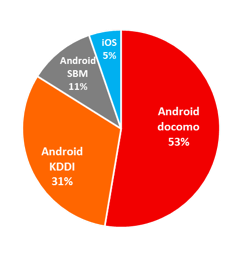 iOS
5%
Android
SBM
11%
Android
docomo
53%
Android
KDDI
31%